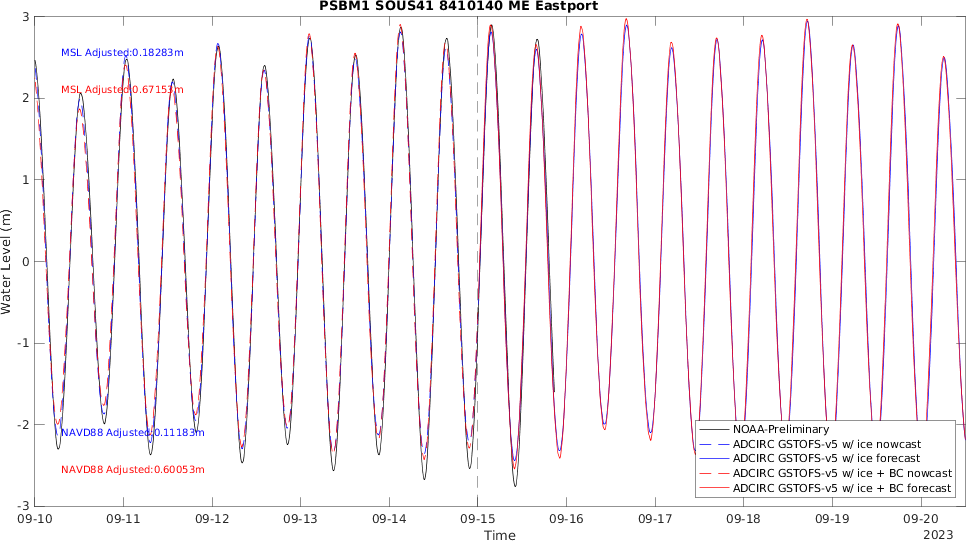 PSBM1 SOUS41 8410140 ME Eastport
3
2
1
0
-1
-2
-3
Water Level (m)
MSL Adjusted:0.18283m
MSL Adjusted:0.67153m
NAVD88 Adjusted:0.11183m
NAVD88 Adjusted:0.60053m
NOAA-Preliminary
ADCIRC GSTOFS-v5 w/ ice nowcast
ADCIRC GSTOFS-v5 w/ ice forecast
ADCIRC GSTOFS-v5 w/ ice + BC nowcast
ADCIRC GSTOFS-v5 w/ ice + BC forecast
09-10 09-11 09-12 09-13 09-14 09-15 09-16 09-17 09-18 09-19 09-20
Time
2023